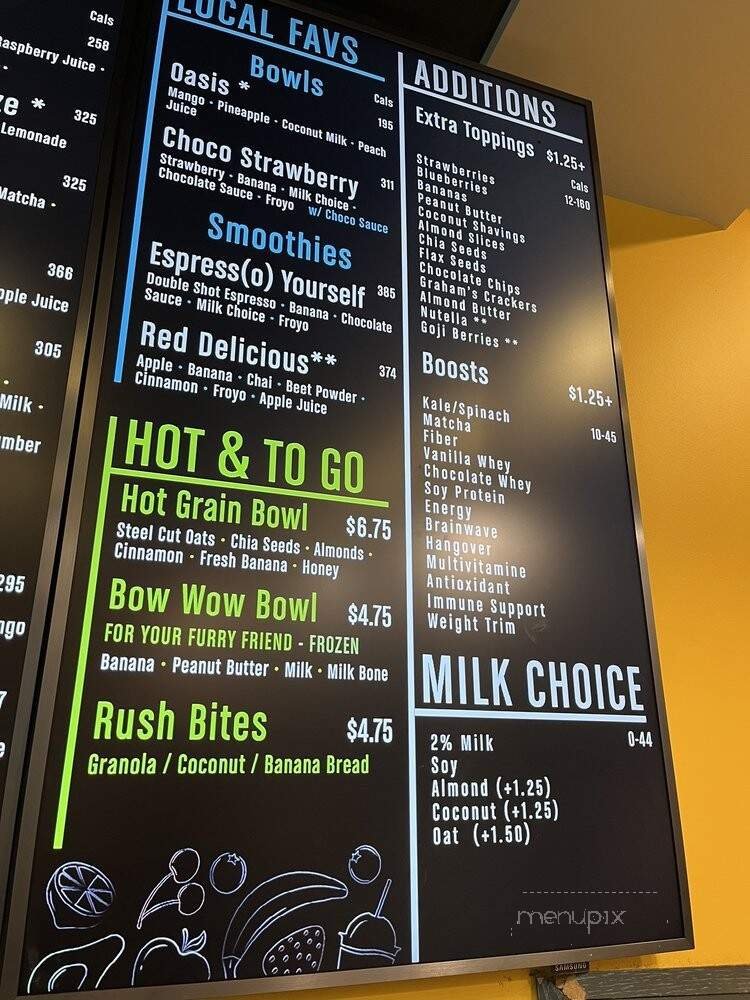 Cals
258
Raspberry Juice •
ze * 325
Lemonade
325
Matcha •
366
pple Juice
305
Milk •
mber
295
ngo
7
e
LOCAL FAVS
Bowls
Cals
Oasis * 195
Mango • Pineapple • Coconut Milk • Peach
Juice
Choco Strawberry 311
Strawberry • Banana • Milk Choice •
Chocolate Sauce • Froyo w/ Choco Sauce
Smoothies
Espress(o) Yourself 385
Double Shot Espresso • Banana • Chocolate
Sauce • Milk Choice • Froyo
Red Delicious** 374
Apple • Banana • Chai • Beet Powder •
Cinnamon • Froyo • Apple Juice
HOT & TO GO
Hot Grain Bowl $6.75
Steel Cut Oats • Chia Seeds • Almonds •
Cinnamon • Fresh Banana • Honey
Bow Wow Bowl $4.75
FOR YOUR FURRY FRIEND - FROZEN
Banana • Peanut Butter • Milk • Milk Bone
Rush Bites $4.75
Granola / Coconut / Banana Bread
ADDITIONS
Extra Toppings $1.25+
Cals
12-160
Strawberries
Blueberries
Bananas
Peanut Butter
Coconut Shavings
Almond Slices
Chia Seeds
Flax Seeds
Chocolate Chips
Graham's Crackers
Almond Butter
Nutella **
Goji Berries **
Boosts $1.25+
10-45
Kale/Spinach
Matcha
Fiber
Vanilla Whey
Chocolate Whey
Soy Protein
Energy
Brainwave
Hangover
Multivitamine
Antioxidant
Immune Support
Weight Trim
MILK CHOICE
2% Milk 0-44
Soy
Almond (+1.25)
Coconut (+1.25)
Oat (+1.50)
menupix
SAMSUNG